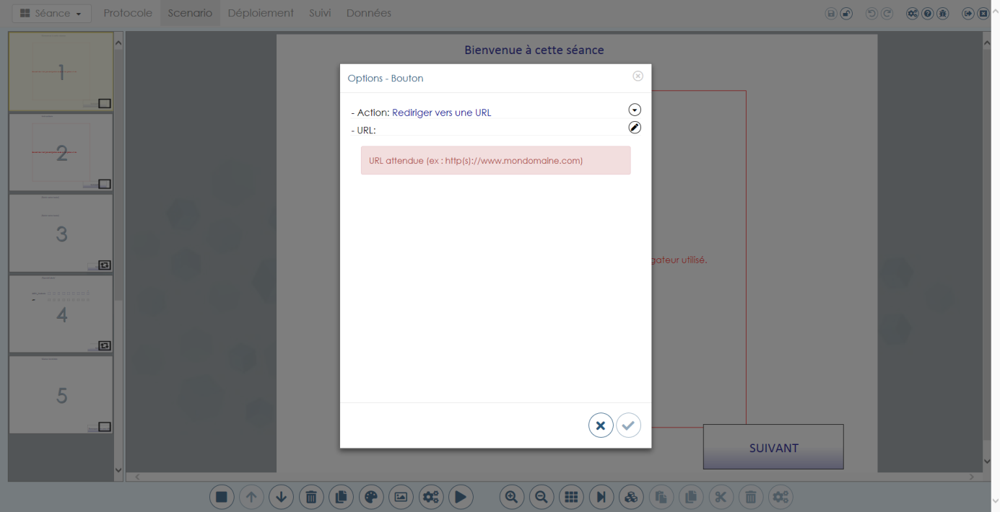 Séance Protocole Scenario Déploiement Suivi Données
1
2
3
4
5
Bienvenue à cette séance
Options - Bouton
- Action: Rediriger vers une URL
- URL:
URL attendue (ex : http(s)://www.mondomaine.com)
gateur utilisé.
SUIVANT